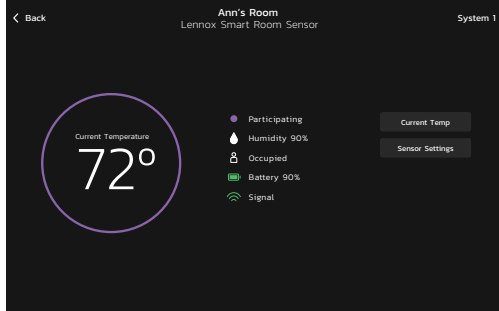 Back
Ann's Room
Lennox Smart Room Sensor
System 1
Current Temperature
72°
Participating
Humidity 90%
Occupied
Battery 90%
Signal
Current Temp
Sensor Settings